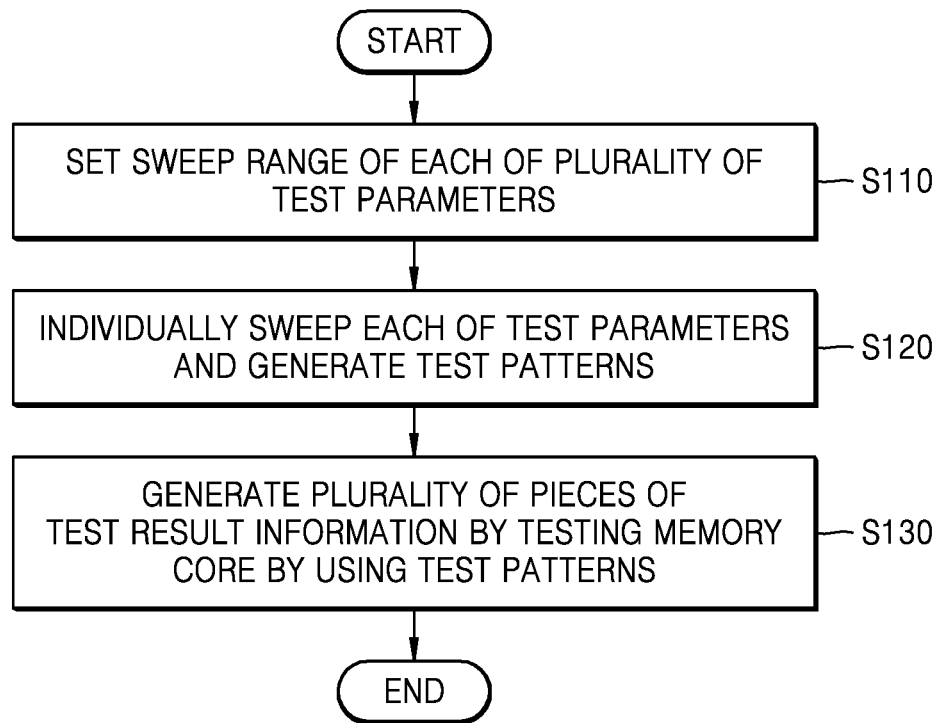 START
SET SWEEP RANGE OF EACH OF PLURALITY OF
TEST PARAMETERS
S110
INDIVIDUALLY SWEEP EACH OF TEST PARAMETERS
AND GENERATE TEST PATTERNS
S120
GENERATE PLURALITY OF PIECES OF
TEST RESULT INFORMATION BY TESTING MEMORY
CORE BY USING TEST PATTERNS
S130
END